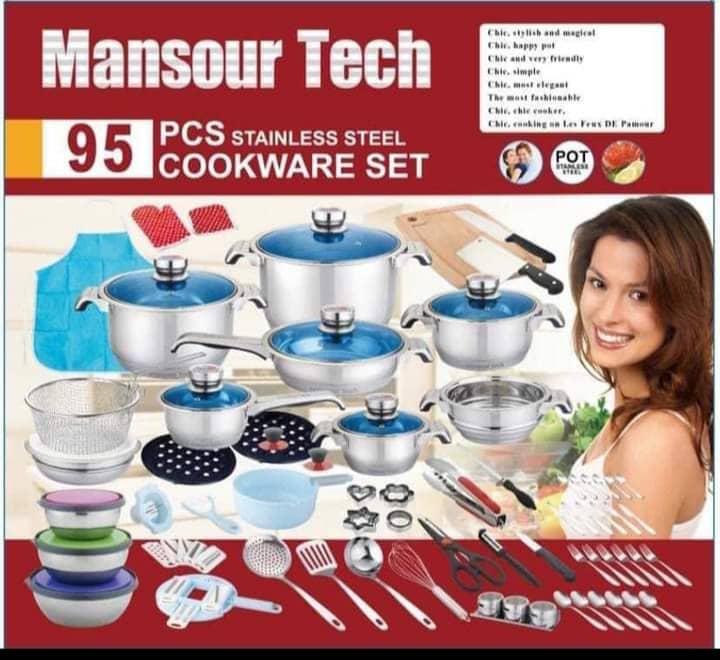 Mansour Tech
95 PCS STAINLESS STEEL
COOKWARE SET
Chic, stylish and magical
Chic, happy pot
Chic and very friendly
Chic, simple
Chic, most elegant
The most fashionable
Chic, chic cooker,
Chic, cooking on Les Feux DE Pamour
POT
STAINLESS
STEEL